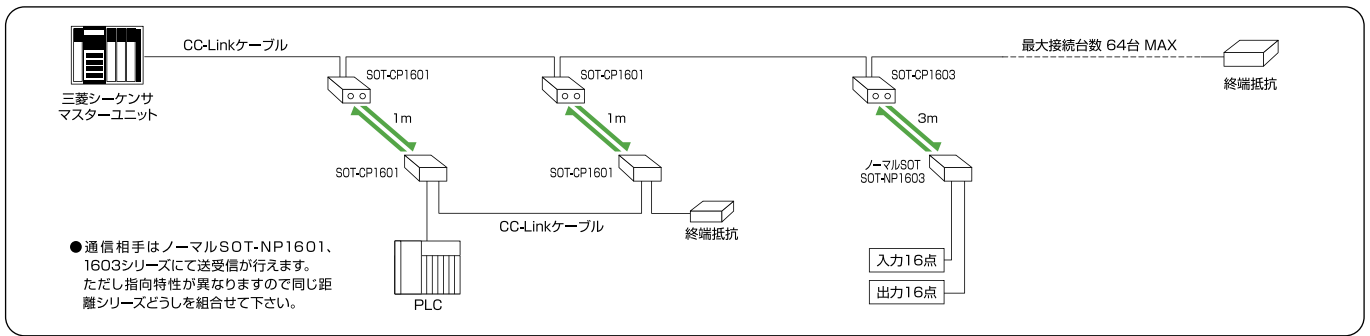 CC-Linkケーブル
最大接続台数 64台 MAX
SOT-CP1601
SOT-CP1601
SOT-CP1603
終端抵抗
三菱シーケンサ
マスターユニット
1m
1m
3m
SOT-CP1601
SOT-CP1601
ノーマルSOT
SOT-NP1603
CC-Linkケーブル
終端抵抗
●通信相手はノーマルSOT-NP1601、
1603シリーズにて送受信が行えます。
ただし指向特性が異なりますので同じ距
離シリーズどうしを組合せて下さい。
PLC
入力16点
出力16点